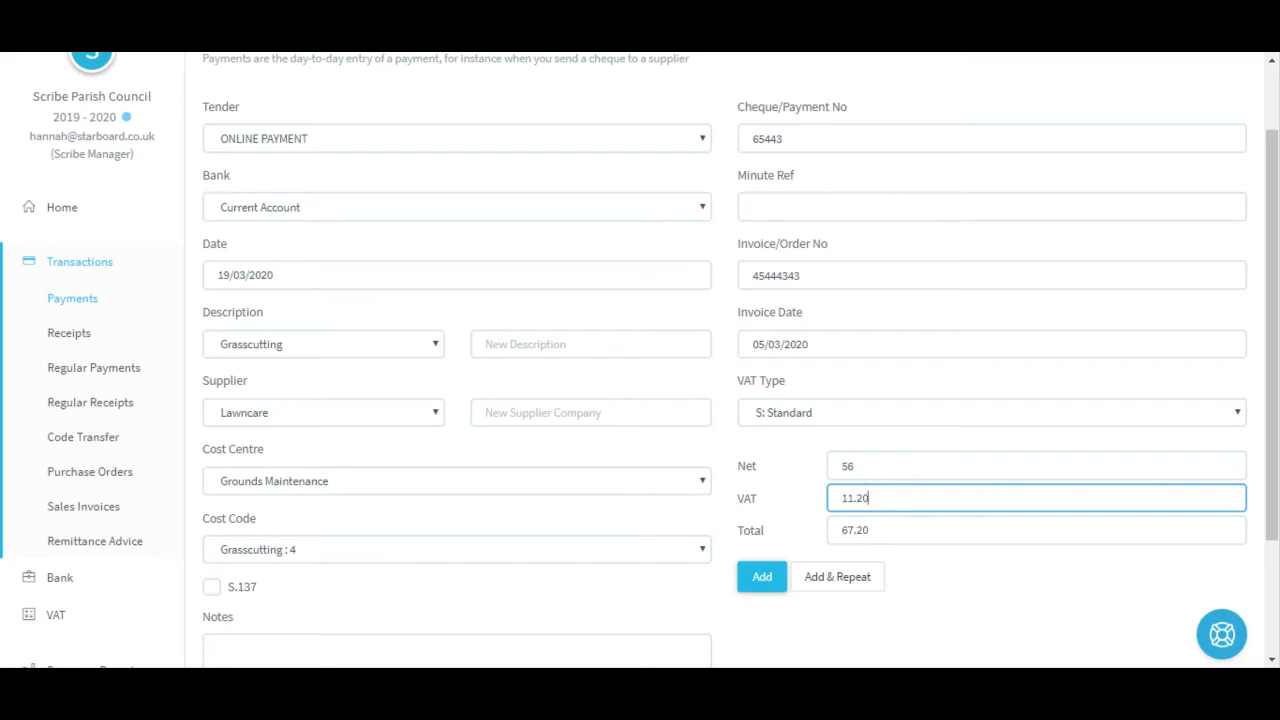 S
Scribe Parish Council
2019 - 2020
hannah@starboard.co.uk
(Scribe Manager)
Home
Transactions
Payments
Receipts
Regular Payments
Regular Receipts
Code Transfer
Purchase Orders
Sales Invoices
Remittance Advice
Bank
VAT
Payments are the day-to-day entry of a payment, for instance when you send a cheque to a supplier
Tender
ONLINE PAYMENT
Bank
Current Account
Date
19/03/2020
Description
Grasscutting New Description
Supplier
Lawncare New Supplier Company
Cost Centre
Grounds Maintenance
Cost Code
Grasscutting : 4
S.137
Notes
Cheque/Payment No
65443
Minute Ref
Invoice/Order No
45444343
Invoice Date
05/03/2020
VAT Type
S: Standard
Net 56
VAT 11.20
Total 67.20
Add Add & Repeat